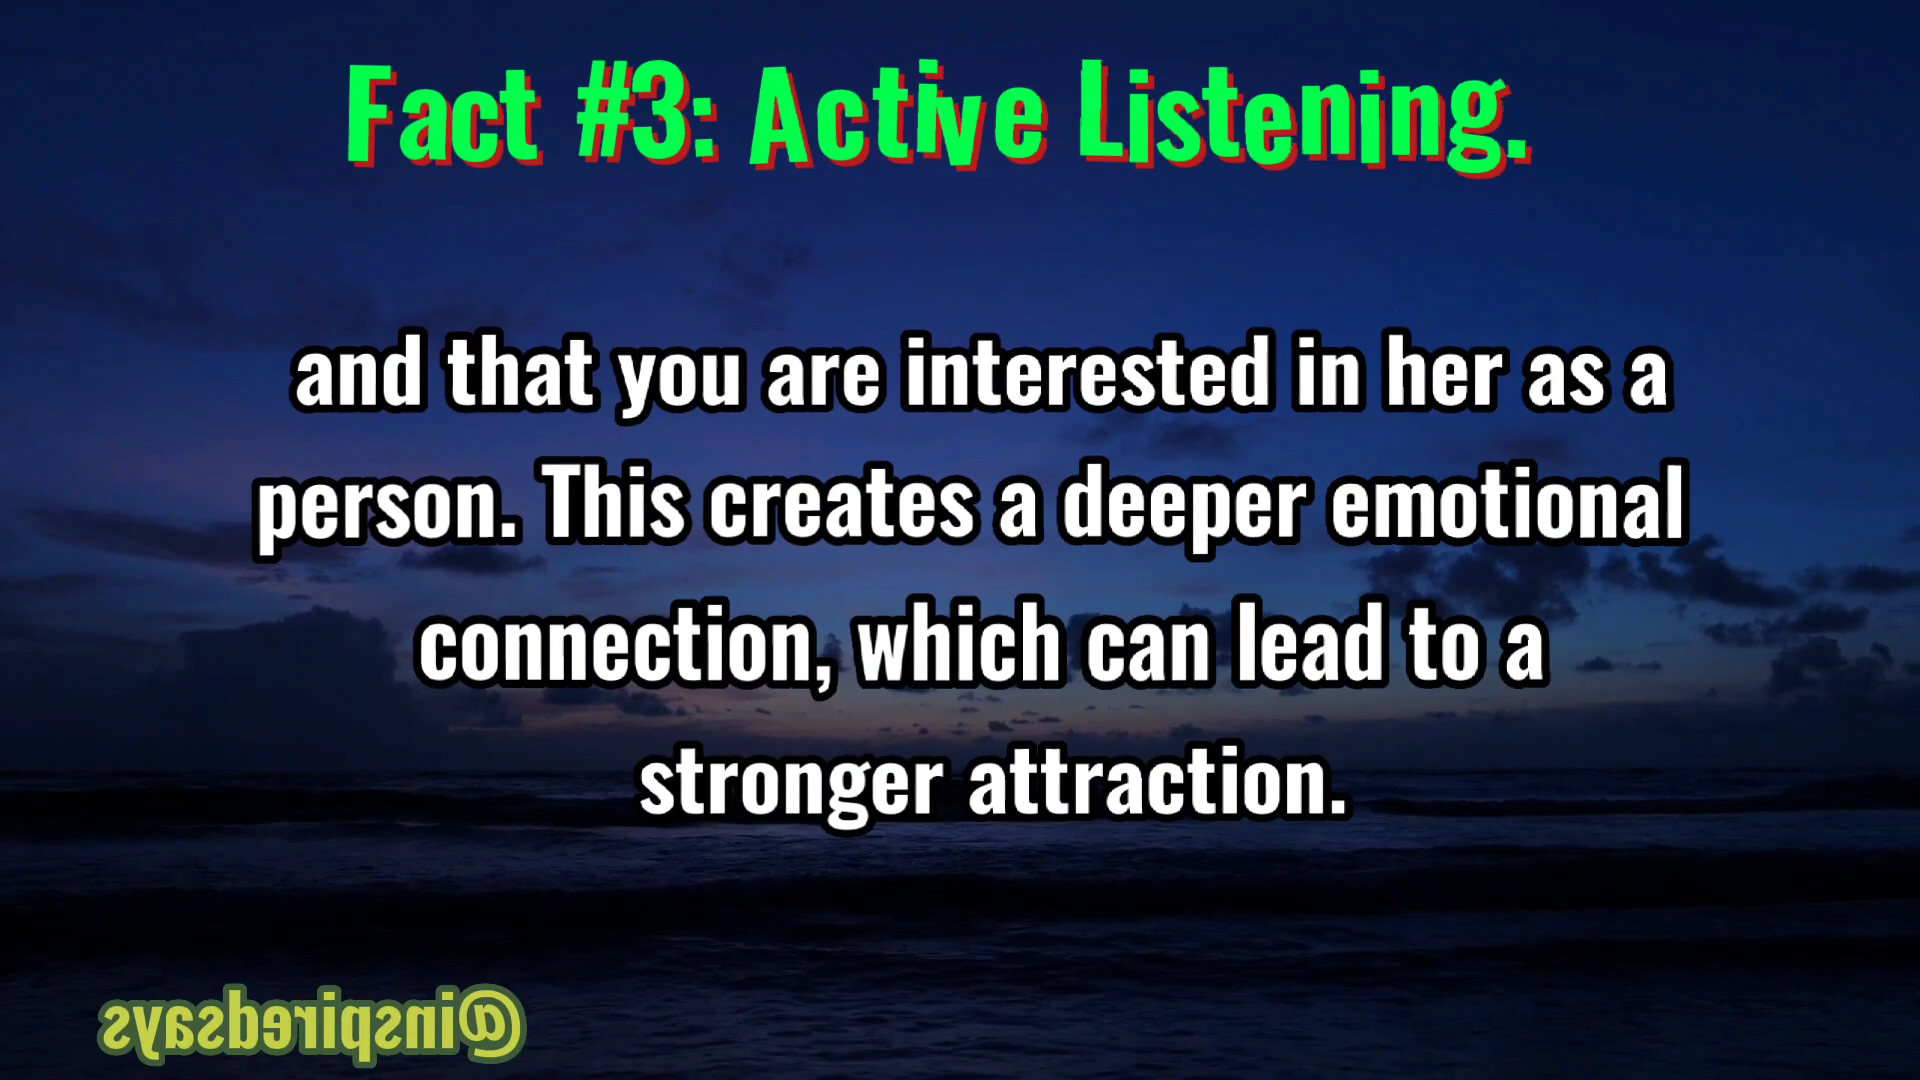 Fact #3: Active Listening.
and that you are interested in her as a
person. This creates a deeper emotional
connection, which can lead to a
stronger attraction.
@inspiredsays